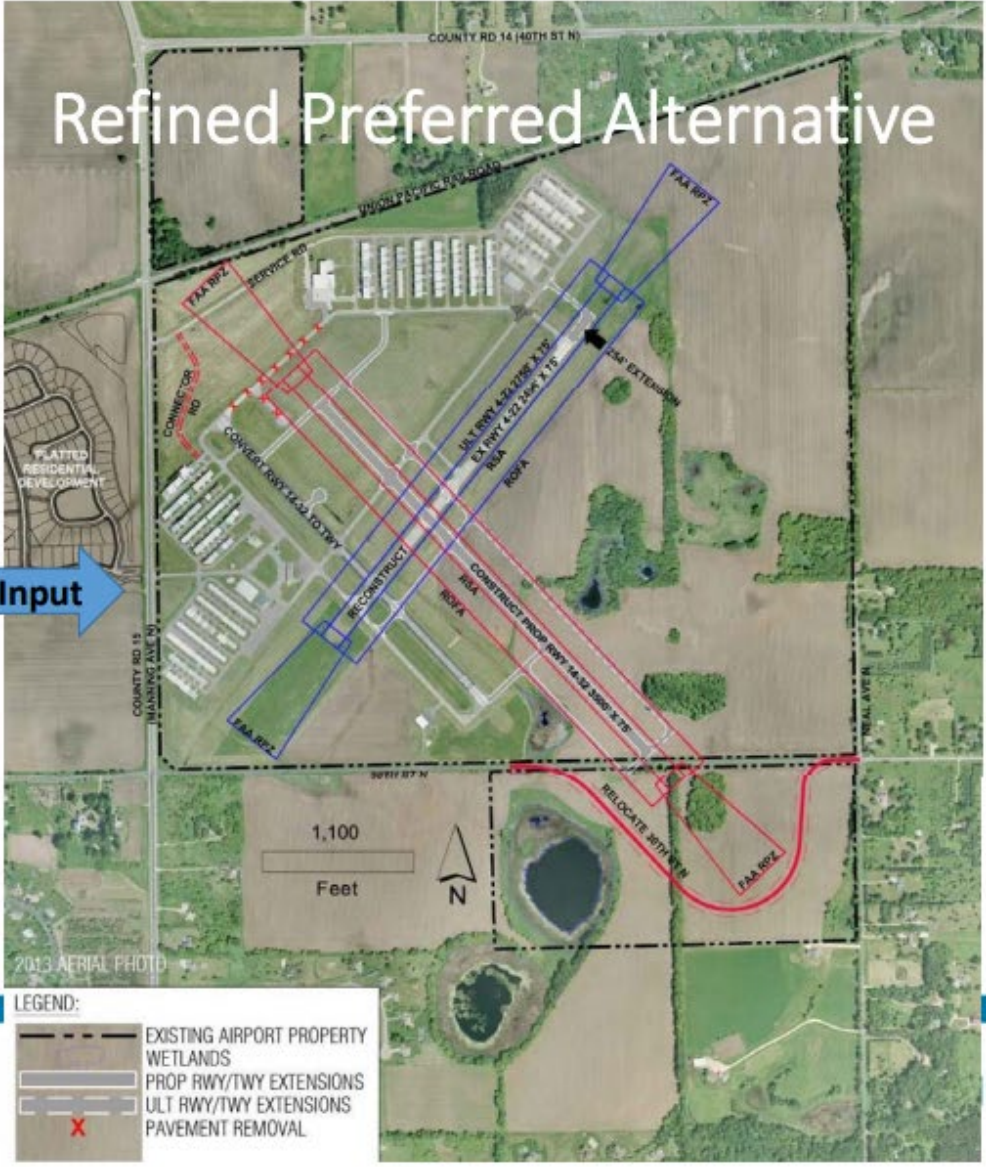 COUNTY RD 14 (40TH ST N)
Refined Preferred Alternative
UNION PACIFIC RAILROAD
FAA RPZ
SERVICE RD
FAA RPZ
254' EXTENSION
ULT RWY 4-22 2750' X 75'
EX RWY 4-22 2496' X 75'
RSA
ROFA
CONNECTOR
RD
CONVERT RWY 14-32 TO TWY
PLATTED
RESIDENTIAL
DEVELOPMENT
Input
RECONSTRUCT
RSA
ROFA
CONSTRUCT PROP RWY 14-32 3500' X 75'
COUNTY RD 15
(MANNING AVE N)
NEAL AVE N
FAA RPZ
30TH ST N
RELOCATE 30TH ST N
FAA RPZ
1,100
Feet
N
2013 AERIAL PHOTO
LEGEND:
EXISTING AIRPORT PROPERTY
WETLANDS
PROP RWY/TWY EXTENSIONS
ULT RWY/TWY EXTENSIONS
X PAVEMENT REMOVAL